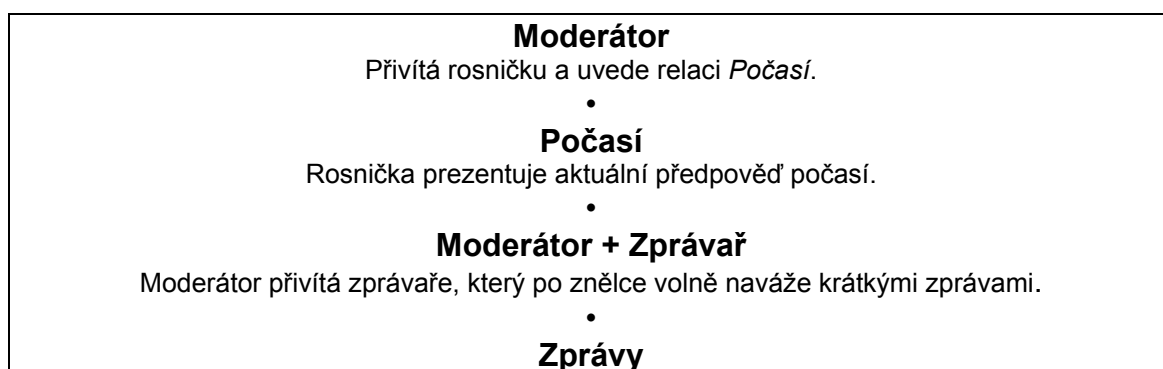 Moderátor
Přivítá rosničku a uvede relaci Počasí.
•
Počasí
Rosnička prezentuje aktuální předpověď počasí.
•
Moderátor + Zprávař
Moderátor přivítá zprávaře, který po znělce volně naváže krátkými zprávami.
•
Zprávy